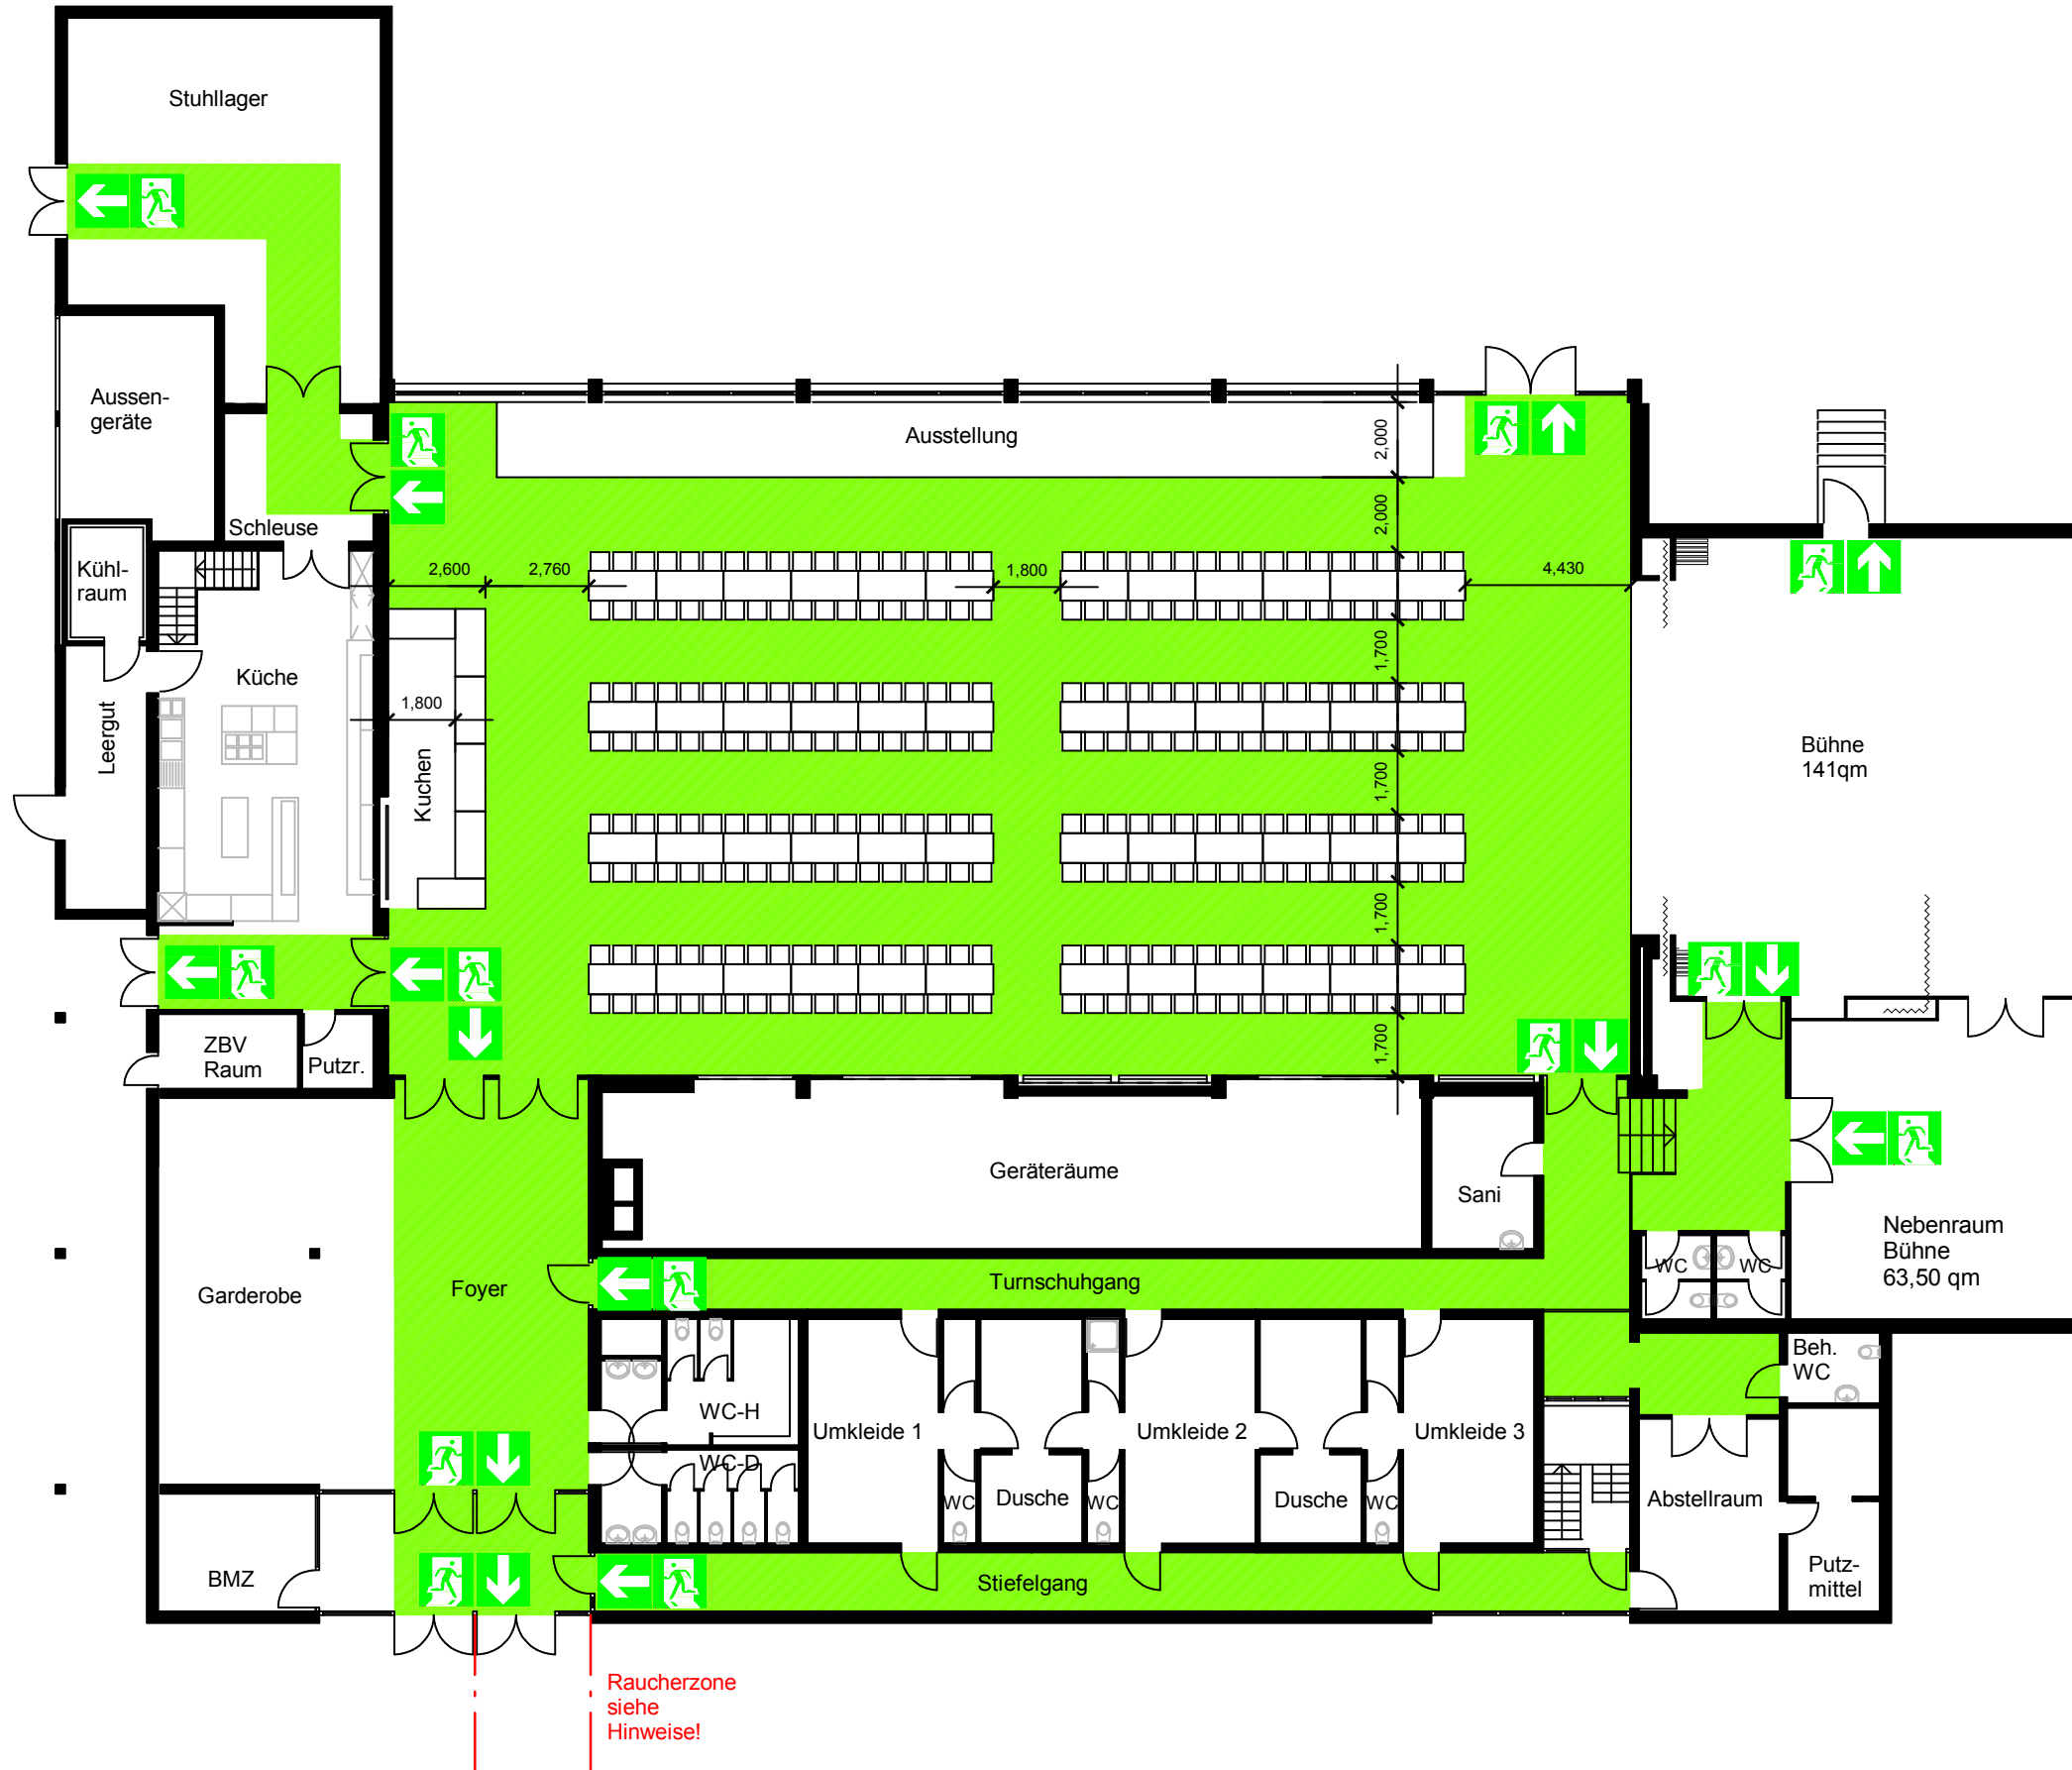 Stuhllager
Aussen-
geräte
Ausstellung
2,000
2,000
Schleuse
Kühl-
raum
2,600
2,760
1,800
4,430
1,700
Küche
1,800
Leergut
Kuchen
1,700
Bühne
141qm
1,700
1,700
ZBV
Raum
Putzr.
Geräteräume
Sani
Nebenraum
Bühne
63,50 qm
WC
WC
Garderobe
Foyer
Turnschuhgang
Beh.
WC
WC-H
Umkleide 1
Umkleide 2
Umkleide 3
WC-D
WC
Dusche
WC
Dusche
WC
Abstellraum
BMZ
Stiefelgang
Putz-
mittel
Raucherzone
siehe
Hinweise!